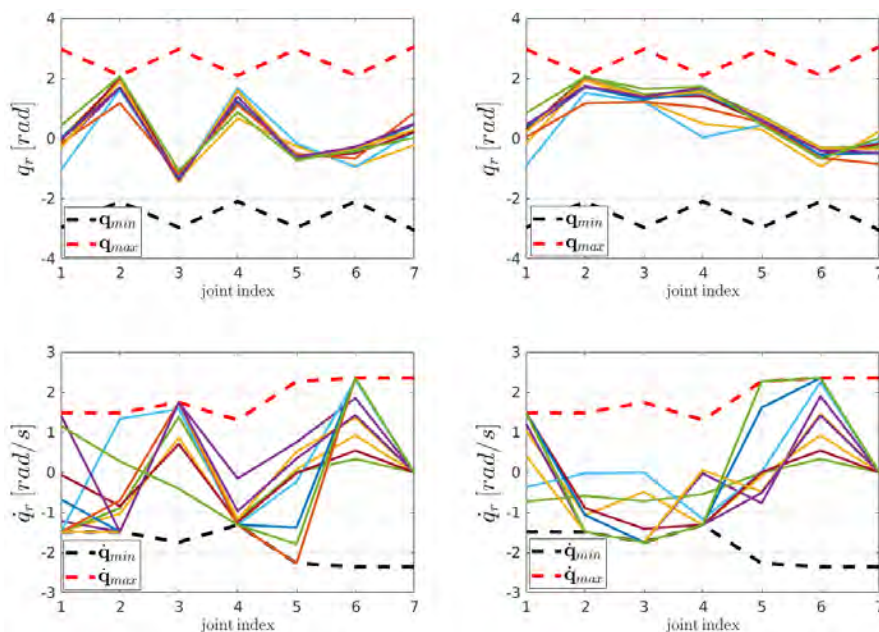 4
2
0
-2
-4
q_r [rad]
q_min
q_max
1 2 3 4 5 6 7
joint index
4
2
0
-2
-4
q_r [rad]
q_min
q_max
1 2 3 4 5 6 7
joint index
3
2
1
0
-1
-2
-3
q̇_r [rad/s]
q̇_min
q̇_max
1 2 3 4 5 6 7
joint index
3
2
1
0
-1
-2
-3
q̇_r [rad/s]
q̇_min
q̇_max
1 2 3 4 5 6 7
joint index